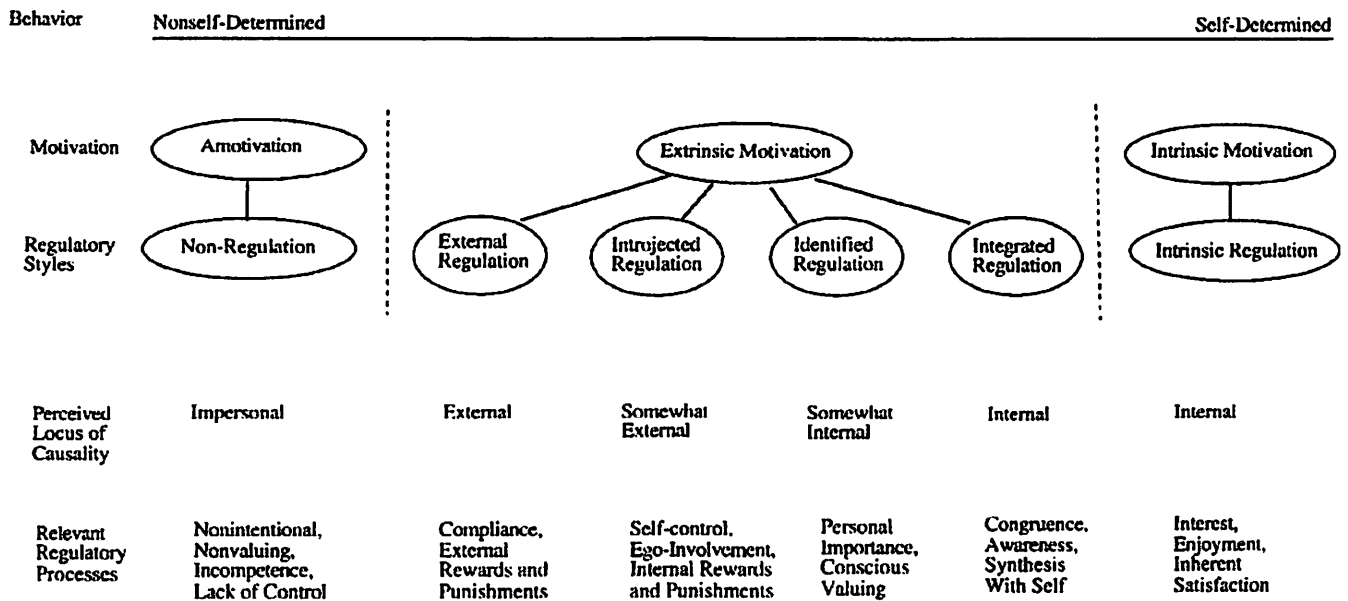 Behavior Nonself-Determined Self-Determined
Motivation Amotivation Extrinsic Motivation Intrinsic Motivation
Regulatory
Styles
Non-Regulation
External
Regulation
Introjected
Regulation
Identified
Regulation
Integrated
Regulation
Intrinsic Regulation
Perceived
Locus of
Causality
Impersonal
External
Somewhat
External
Somewhat
Internal
Internal
Internal
Relevant
Regulatory
Processes
Nonintentional,
Nonvaluing,
Incompetence,
Lack of Control
Compliance,
External
Rewards and
Punishments
Self-control,
Ego-Involvement,
Internal Rewards
and Punishments
Personal
Importance,
Conscious
Valuing
Congruence,
Awareness,
Synthesis
With Self
Interest,
Enjoyment,
Inherent
Satisfaction